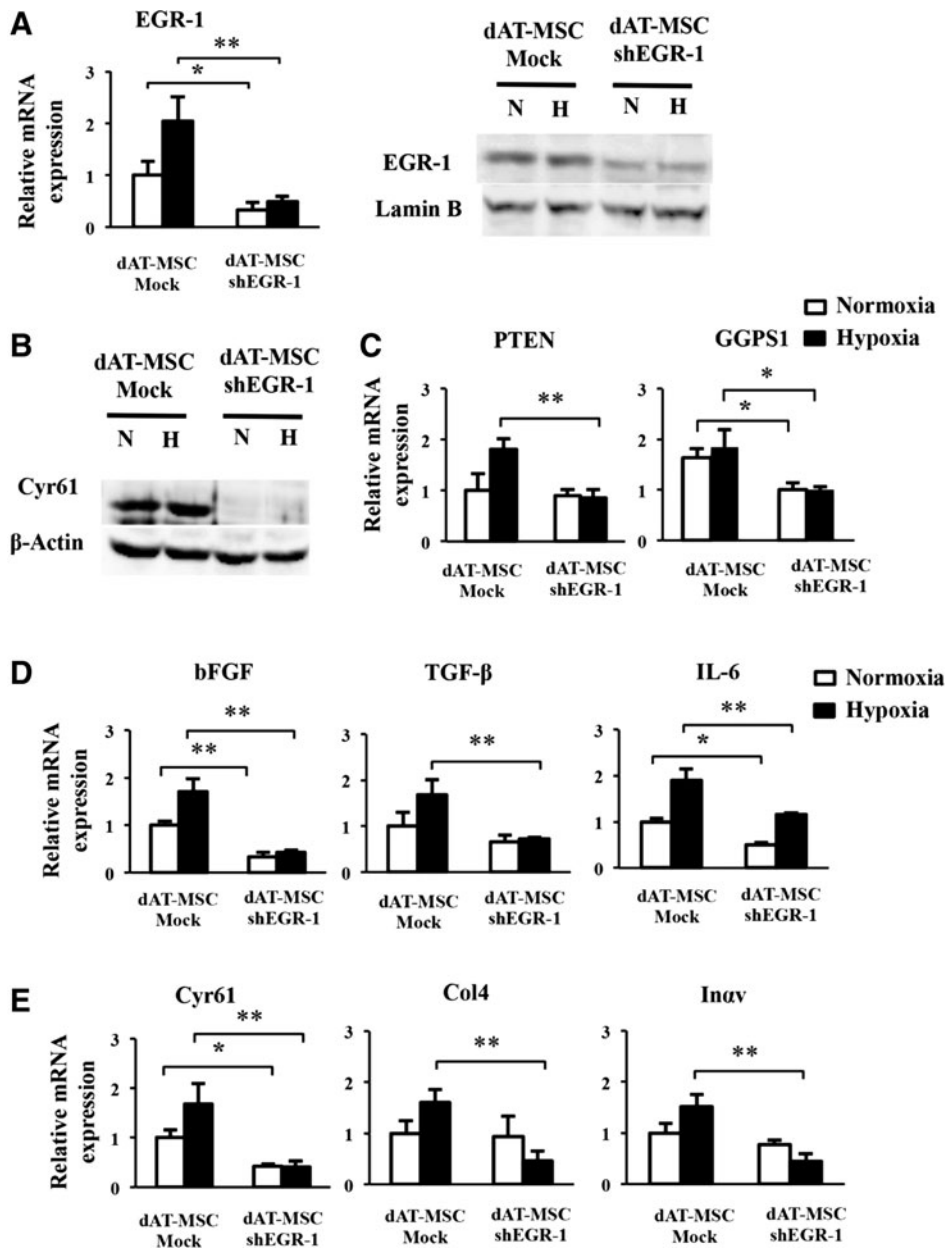 A
EGR-1
** 
*
3
2
1
0
Relative mRNA
expression
dAT-MSC
Mock
dAT-MSC
shEGR-1
dAT-MSC
Mock
dAT-MSC
shEGR-1
N H N H
EGR-1
Lamin B
B
dAT-MSC
Mock
dAT-MSC
shEGR-1
N H N H
Cyr61
β-Actin
Normoxia
Hypoxia
C
PTEN
**
3
2
1
0
Relative mRNA
expression
dAT-MSC
Mock
dAT-MSC
shEGR-1
GGPS1
*
*
3
2
1
0
dAT-MSC
Mock
dAT-MSC
shEGR-1
D
Normoxia
Hypoxia
bFGF
**
**
3
2
1
0
Relative mRNA
expression
dAT-MSC
Mock
dAT-MSC
shEGR-1
TGF-β
**
3
2
1
0
dAT-MSC
Mock
dAT-MSC
shEGR-1
IL-6
**
*
3
2
1
0
dAT-MSC
Mock
dAT-MSC
shEGR-1
E
Cyr61
**
*
3
2
1
0
Relative mRNA
expression
dAT-MSC
Mock
dAT-MSC
shEGR-1
Col4
**
3
2
1
0
dAT-MSC
Mock
dAT-MSC
shEGR-1
Inαv
**
3
2
1
0
dAT-MSC
Mock
dAT-MSC
shEGR-1